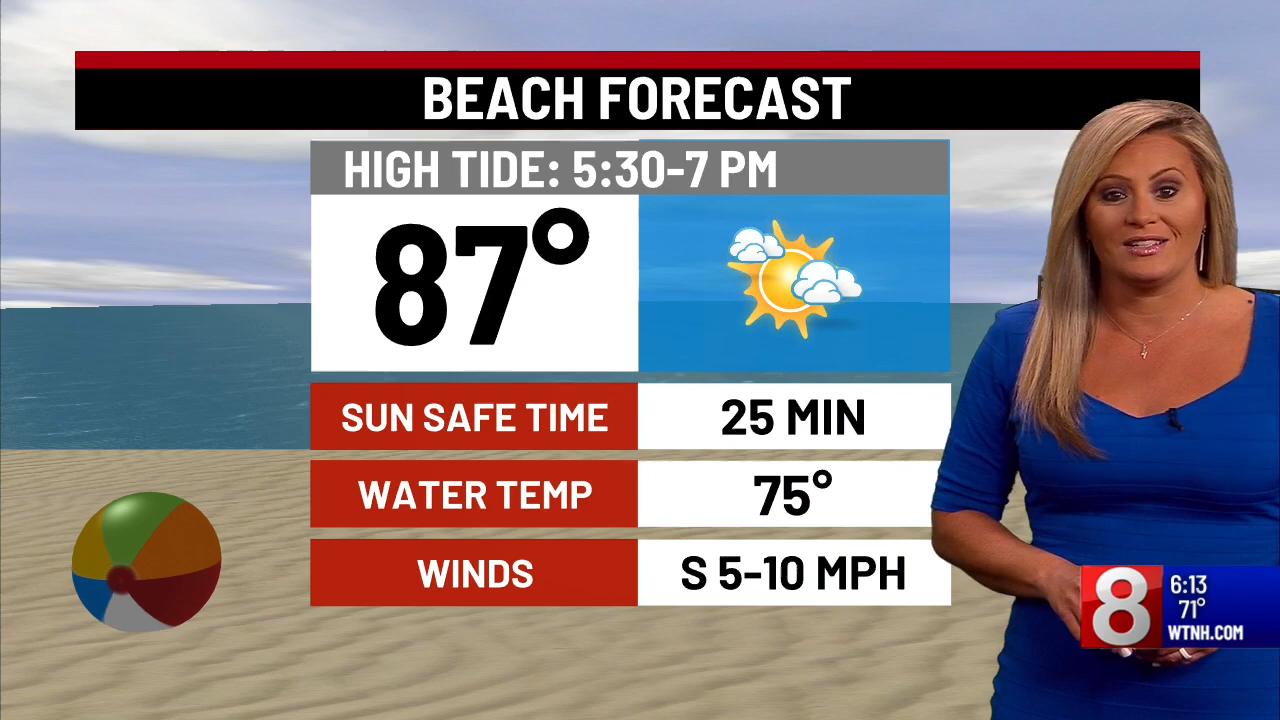 BEACH FORECAST
HIGH TIDE: 5:30-7 PM
87°
SUN SAFE TIME 25 MIN
WATER TEMP 75°
WINDS S 5-10 MPH
8
6:13
71°
WTNH.COM